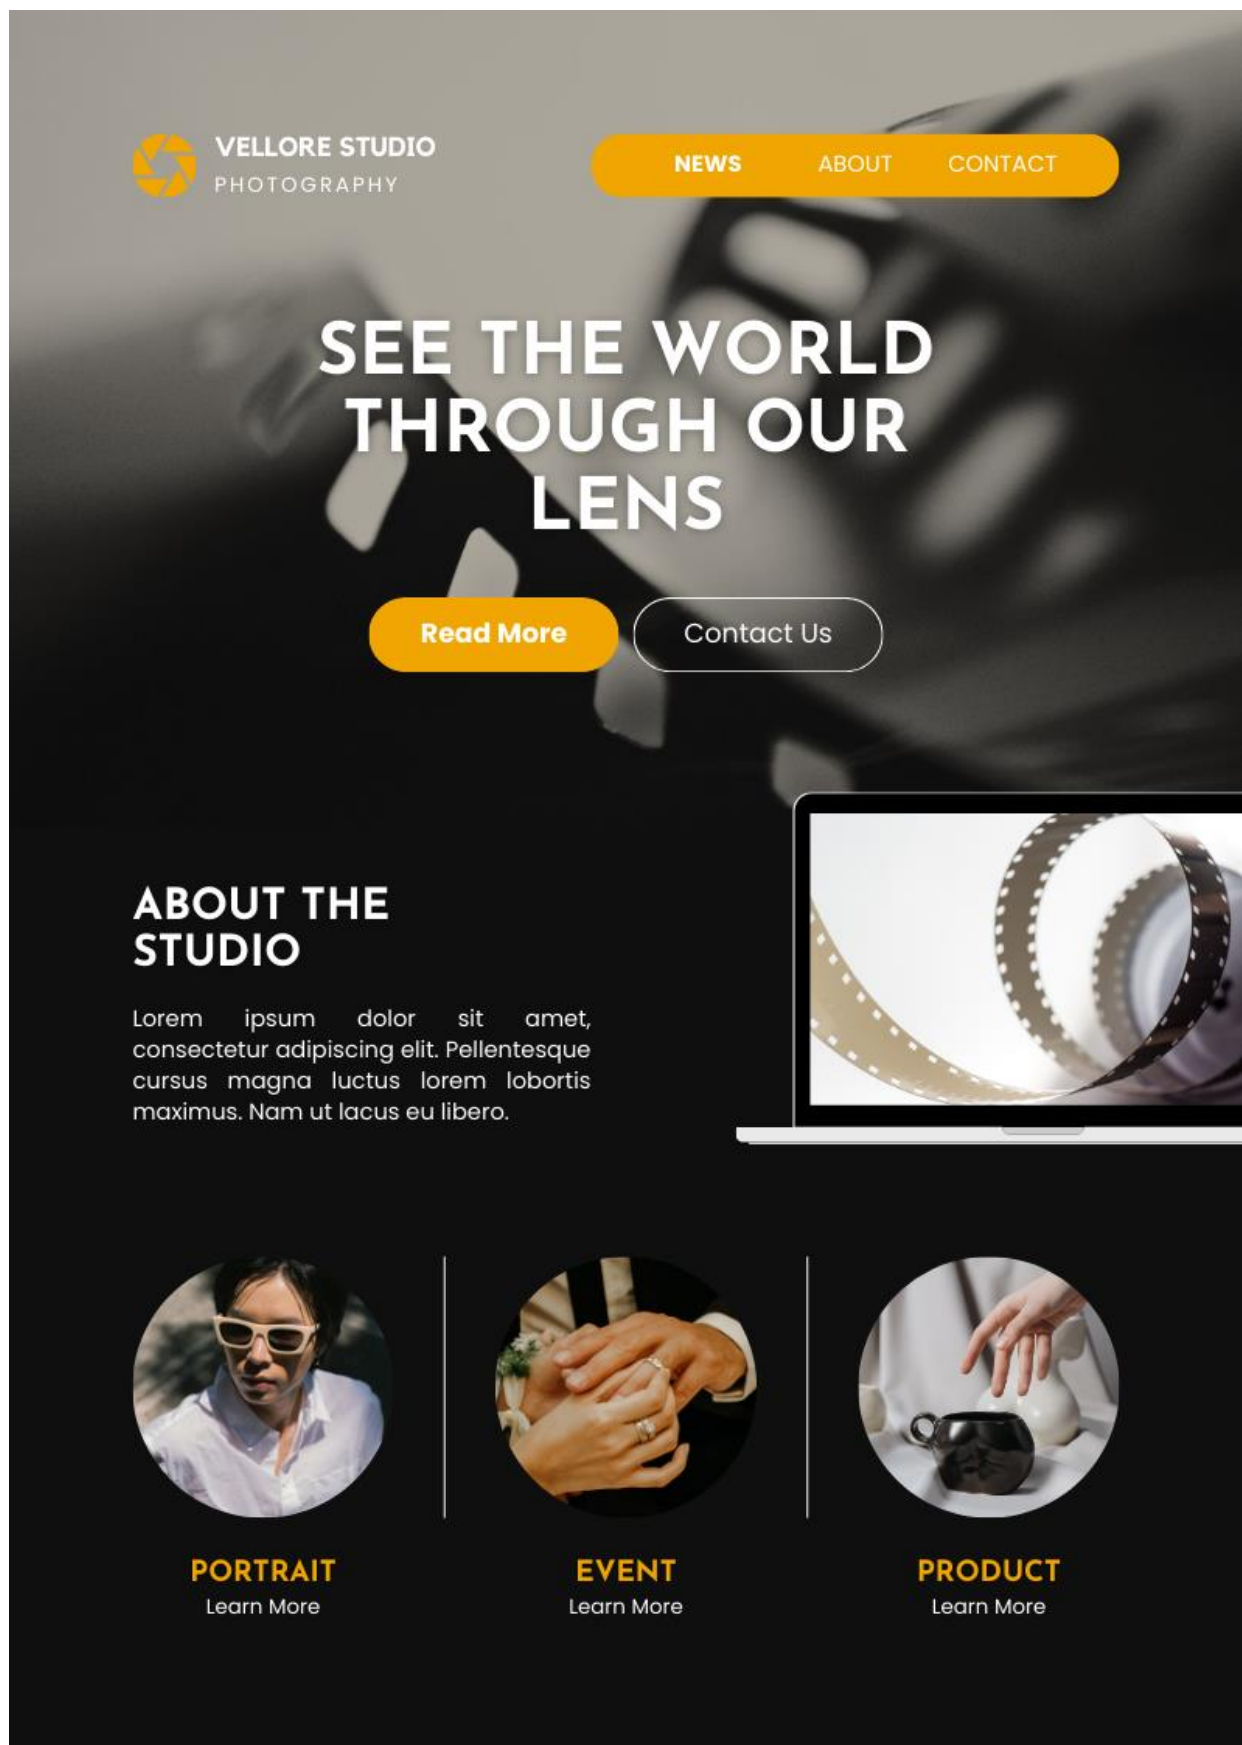 VELLORE STUDIO
PHOTOGRAPHY
NEWS ABOUT CONTACT
SEE THE WORLD
THROUGH OUR
LENS
Read More Contact Us
ABOUT THE
STUDIO
Lorem ipsum dolor sit amet,
consectetur adipiscing elit. Pellentesque
cursus magna luctus lorem lobortis
maximus. Nam ut lacus eu libero.
PORTRAIT EVENT PRODUCT
Learn More Learn More Learn More